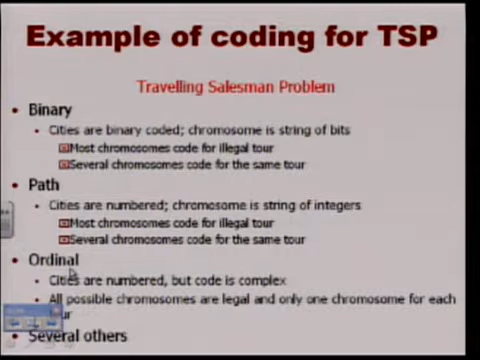 Example of coding for TSP
Travelling Salesman Problem
Binary
Cities are binary coded; chromosome is string of bits
Most chromosomes code for illegal tour
Several chromosomes code for the same tour
Path
Cities are numbered; chromosome is string of integers
Most chromosomes code for illegal tour
Several chromosomes code for the same tour
Ordinal
Cities are numbered, but code is complex
All possible chromosomes are legal and only one chromosome for each
Several others